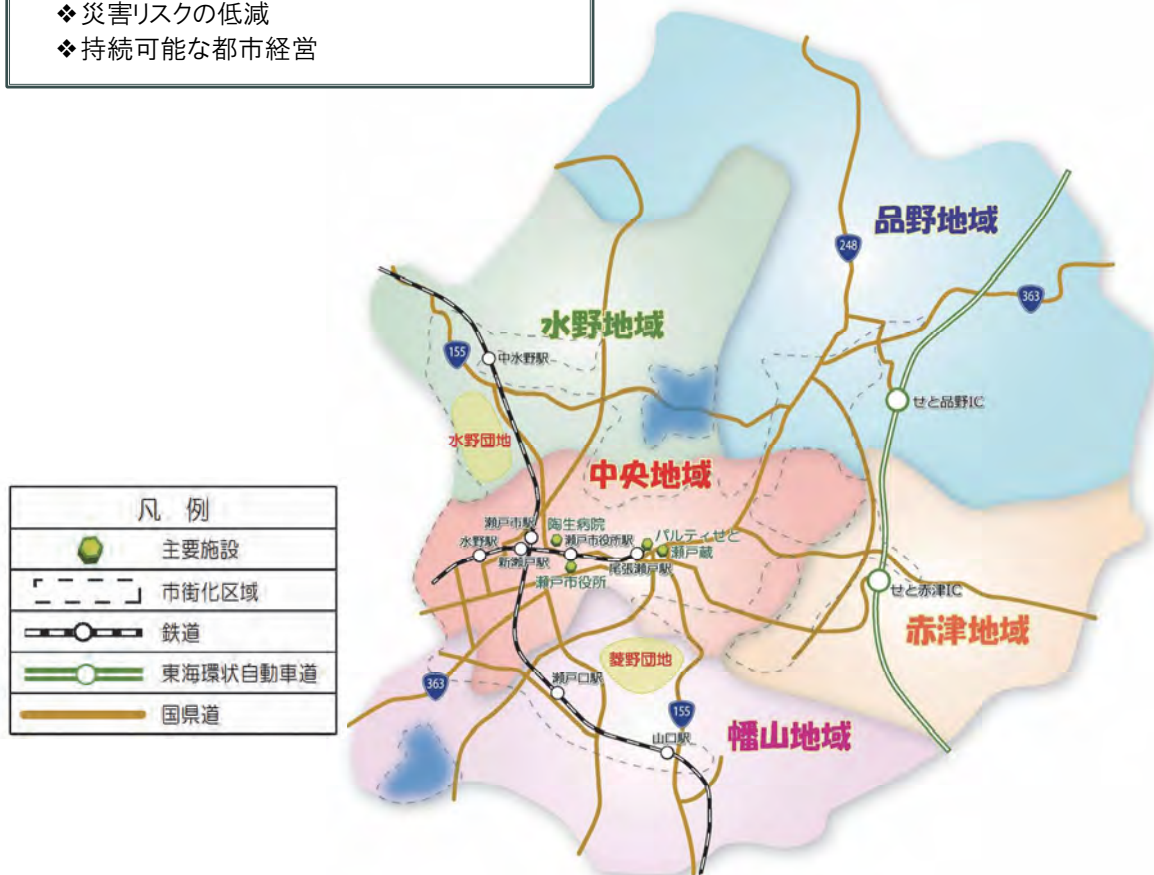 ❖災害リスクの低減
❖持続可能な都市経営
品野地域
248
363
水野地域
155
中水野駅
せと品野IC
水野団地
中央地域
瀬戸市駅
陶生病院
パルティせと
水野駅
瀬戸市役所駅
瀬戸蔵
新瀬戸駅
尾張瀬戸駅
瀬戸市役所
せと赤津IC
赤津地域
菱野団地
瀬戸口駅
363
155
山口駅
幡山地域
凡 例
主要施設
市街化区域
鉄道
東海環状自動車道
国県道